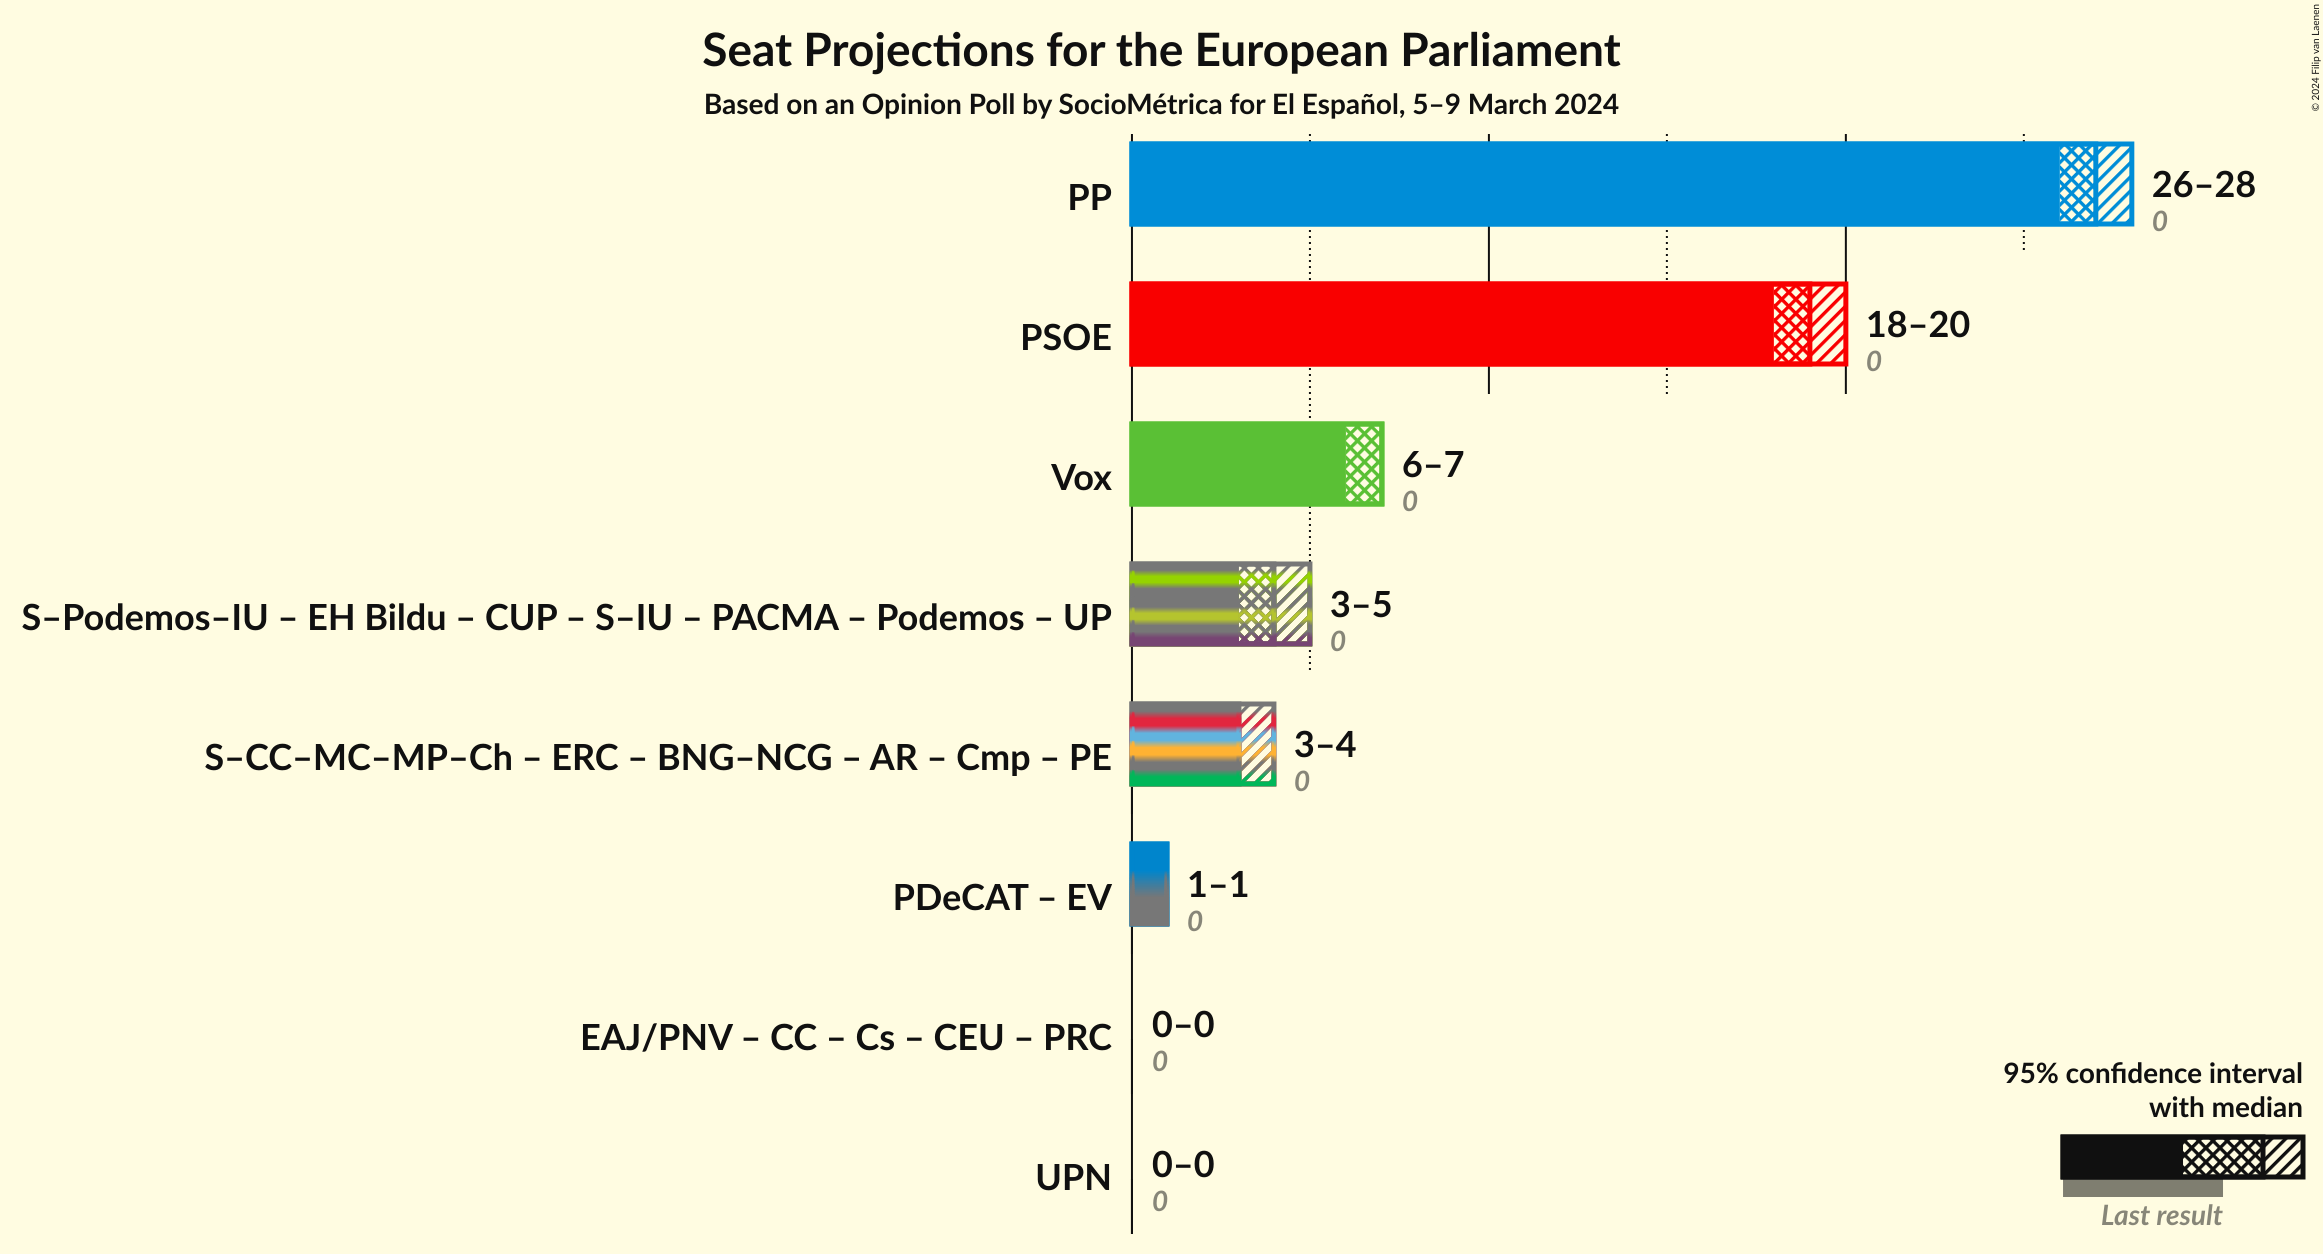 Seat Projections for the European Parliament
Based on an Opinion Poll by SocioMétrica for El Español, 5–9 March 2024
© 2024 Filip van Laenen
PP
26–28
0
PSOE
18–20
0
Vox
6–7
0
S–Podemos–IU – EH Bildu – CUP – S–IU – PACMA – Podemos – UP
3–5
0
S–CC–MC–MP–Ch – ERC – BNG–NCG – AR – Cmp – PE
3–4
0
PDeCAT – EV
1–1
0
EAJ/PNV – CC – Cs – CEU – PRC
0–0
0
UPN
0–0
0
95% confidence interval
with median
Last result